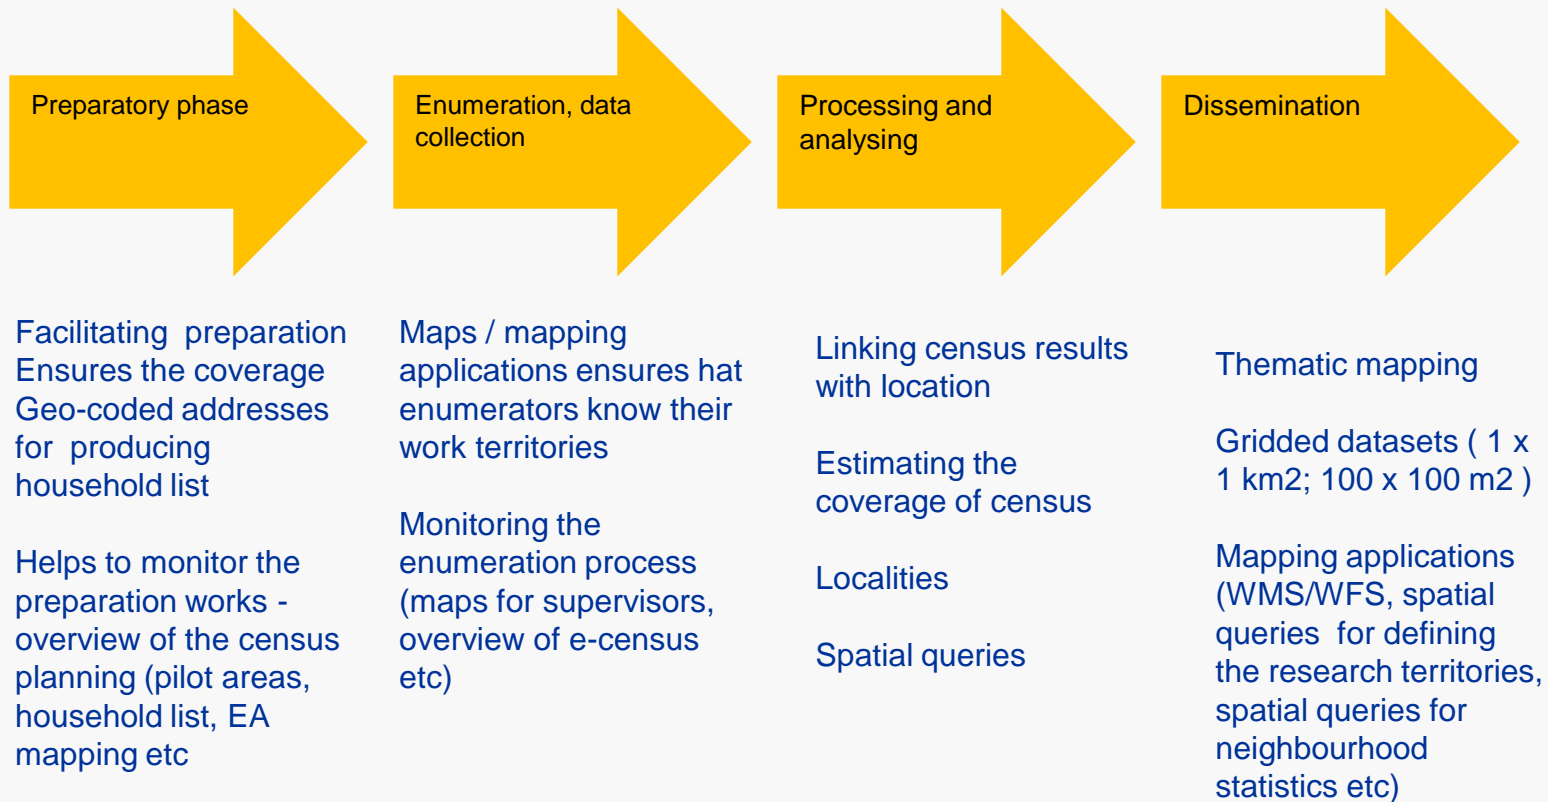 Preparatory phase
Enumeration, data
collection
Processing and
analysing
Dissemination
Facilitating  preparation
Ensures the coverage
Geo-coded addresses
for  producing
household list
Helps to monitor the
preparation works -
overview of the census
planning (pilot areas,
household list, EA
mapping etc
Maps / mapping
applications ensures hat
enumerators know their
work territories
Monitoring the
enumeration process
(maps for supervisors,
overview of e-census
etc)
Linking census results
with location
Estimating the
coverage of census
Localities
Spatial queries
Thematic mapping
Gridded datasets ( 1 x
1 km2; 100 x 100 m2 )
Mapping applications
(WMS/WFS, spatial
queries  for defining
the research territories,
spatial queries for
neighbourhood
statistics etc)